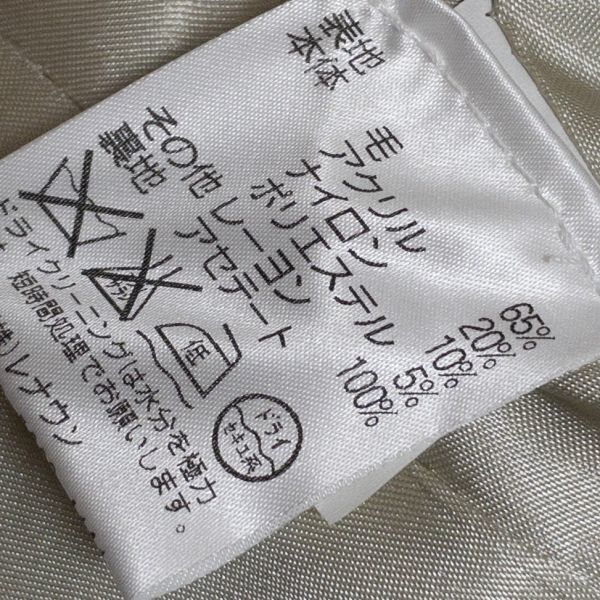 表地
本体 毛 65%
アクリル 20%
ナイロン 10%
ポリエステル 5%
その他 レーヨン 100%
裏地 アセテート
低
ドライ
セキユ系
ドライクリーニングは水分を極力
短時間処理でお願いします。
レナウン